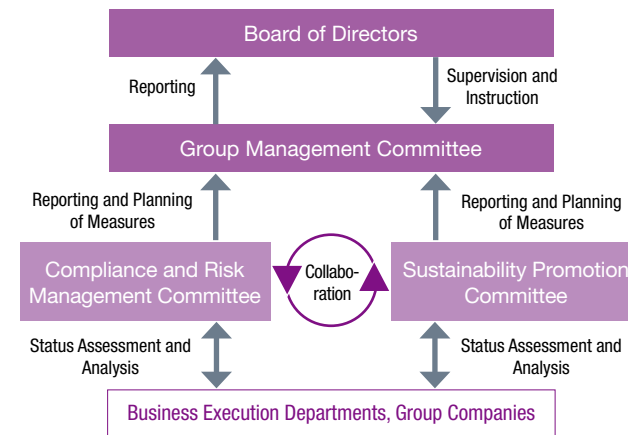 Board of Directors
Reporting
Supervision and
Instruction
Group Management Committee
Reporting and Planning
of Measures
Reporting and Planning
of Measures
Compliance and Risk
Management Committee
Collabo-
ration
Sustainability Promotion
Committee
Status Assessment and
Analysis
Status Assessment and
Analysis
Business Execution Departments, Group Companies